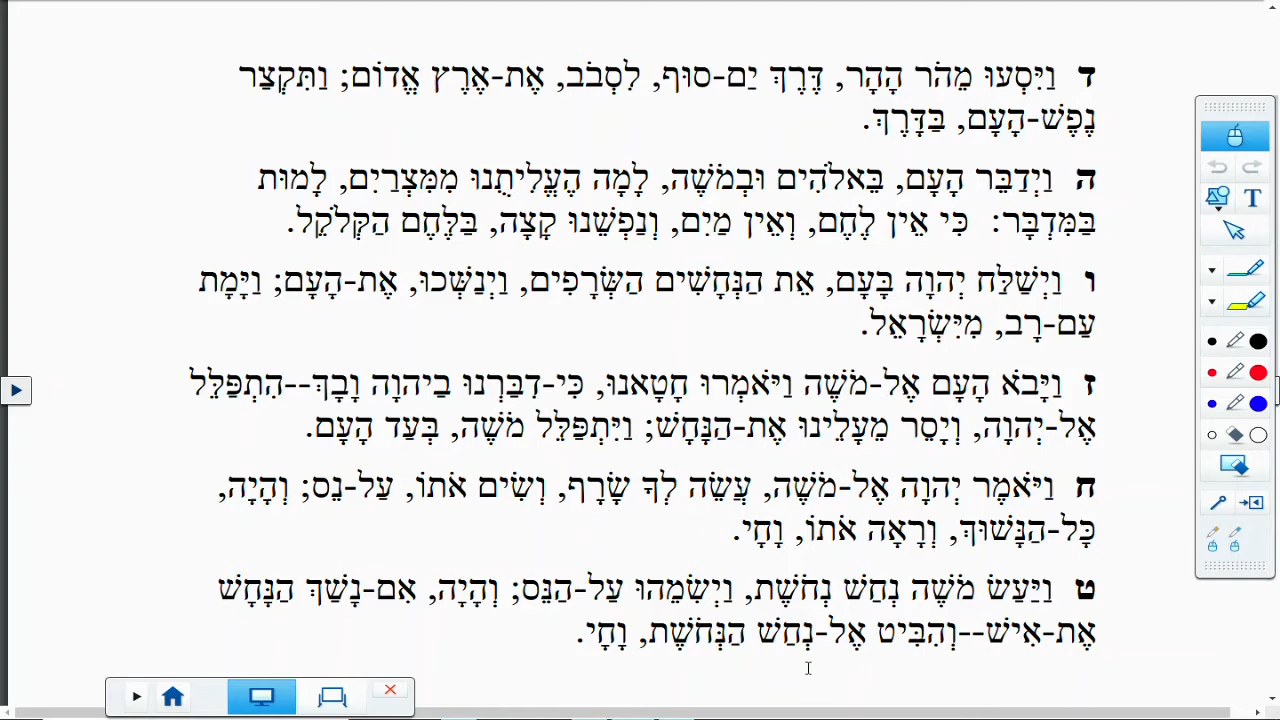 ד וַיִּסְעוּ מֵהֹר הָהָר, דֶּרֶךְ יַם-סוּף, לִסְבֹב, אֶת-אֶרֶץ אֱדוֹם; וַתִּקְצַר
נֶפֶשׁ-הָעָם, בַּדָּרֶךְ.
ה וַיְדַבֵּר הָעָם, בֵּאלֹהִים וּבְמֹשֶׁה, לָמָה הֶעֱלִיתֻנוּ מִמִּצְרַיִם, לָמוּת
בַּמִּדְבָּר: כִּי אֵין לֶחֶם, וְאֵין מַיִם, וְנַפְשֵׁנוּ קָצָה, בַּלֶּחֶם הַקְּלֹקֵל.
ו וַיְשַׁלַּח יְהוָה בָּעָם, אֵת הַנְּחָשִׁים הַשְּׂרָפִים, וַיְנַשְּׁכוּ, אֶת-הָעָם; וַיָּמָת
עַם-רָב, מִיִּשְׂרָאֵל.
ז וַיָּבֹא הָעָם אֶל-מֹשֶׁה וַיֹּאמְרוּ חָטָאנוּ, כִּי-דִבַּרְנוּ בַיהוָה וָבָךְ--הִתְפַּלֵּל
אֶל-יְהוָה, וְיָסֵר מֵעָלֵינוּ אֶת-הַנָּחָשׁ; וַיִּתְפַּלֵּל מֹשֶׁה, בְּעַד הָעָם.
ח וַיֹּאמֶר יְהוָה אֶל-מֹשֶׁה, עֲשֵׂה לְךָ שָׂרָף, וְשִׂים אֹתוֹ, עַל-נֵס; וְהָיָה,
כָּל-הַנָּשׁוּךְ, וְרָאָה אֹתוֹ, וָחָי.
ט וַיַּעַשׂ מֹשֶׁה נְחַשׁ נְחֹשֶׁת, וַיְשִׂמֵהוּ עַל-הַנֵּס; וְהָיָה, אִם-נָשַׁךְ הַנָּחָשׁ
אֶת-אִישׁ--וְהִבִּיט אֶל-נְחַשׁ הַנְּחֹשֶׁת, וָחָי.
T